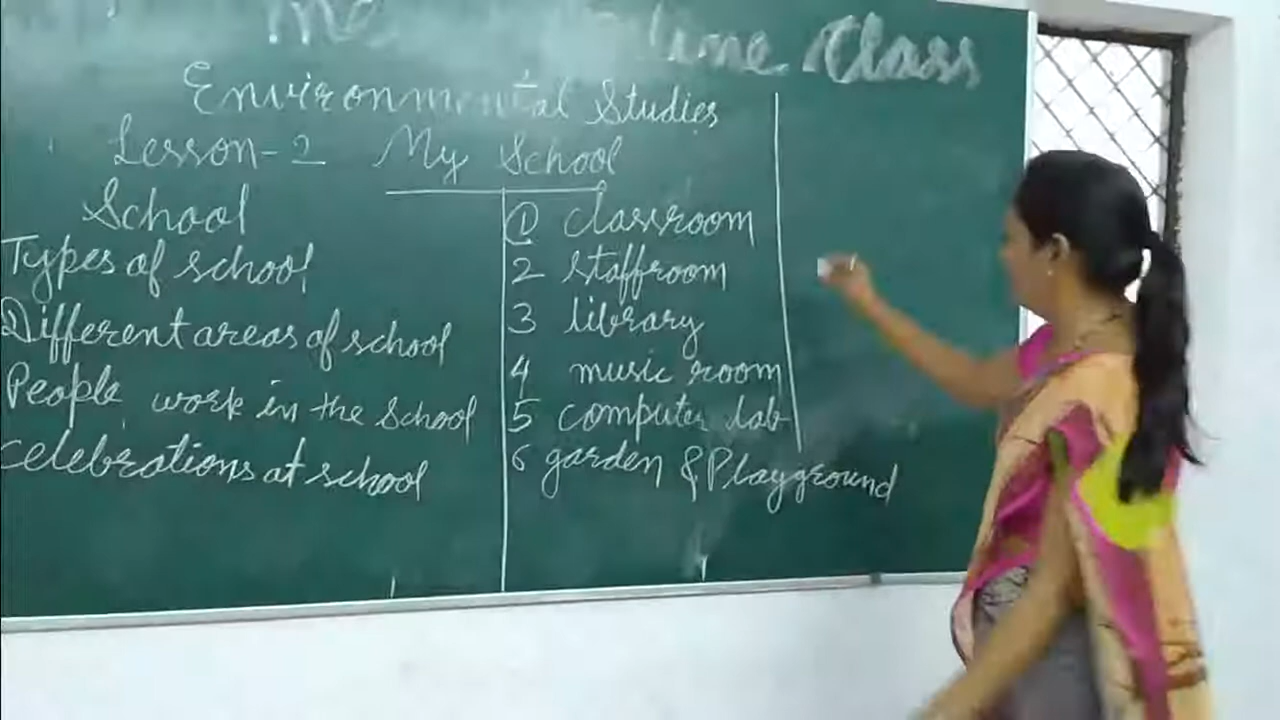 Time Class
Environmental Studies
Lesson-2 My School
School
Types of school
Different areas of school
People work in the school
celebrations at school
1 classroom
2 staffroom
3 library
4 music room
5 computer lab
6 garden & Playground